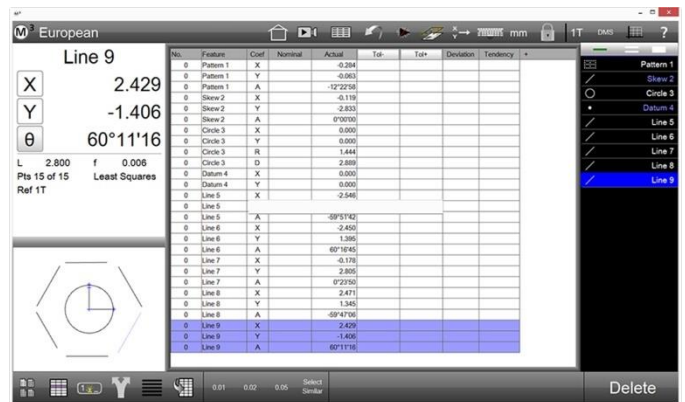 M³ European
mm
1T
DMS
?
Line 9
X 2.429
Y -1.406
θ 60°11'16
L 2.800 f 0.006
Pts 15 of 15 Least Squares
Ref 1T
No. Feature Coef Nominal Actual Tol- Tol+ Deviation Tendency +
0 Pattern 1 X -0.284
0 Pattern 1 Y -0.063
0 Pattern 1 A -12°22'58
0 Skew 2 X -0.119
0 Skew 2 Y -2.833
0 Skew 2 A 0°00'00
0 Circle 3 X 0.000
0 Circle 3 Y 0.000
0 Circle 3 R 1.444
0 Circle 3 D 2.889
0 Datum 4 X 0.000
0 Datum 4 Y 0.000
0 Line 5 X -2.546
0 Line 5
0 Line 5 A -59°51'42
0 Line 6 X -2.450
0 Line 6 Y 1.395
0 Line 6 A 60°16'45
0 Line 7 X -0.178
0 Line 7 Y 2.805
0 Line 7 A 0°23'50
0 Line 8 X 2.471
0 Line 8 Y 1.345
0 Line 8 A -59°47'06
0 Line 9 X 2.429
0 Line 9 Y -1.406
0 Line 9 A 60°11'16
Pattern 1
Skew 2
Circle 3
Datum 4
Line 5
Line 6
Line 7
Line 8
Line 9
0.01 0.02 0.05 Select
Similar
Delete